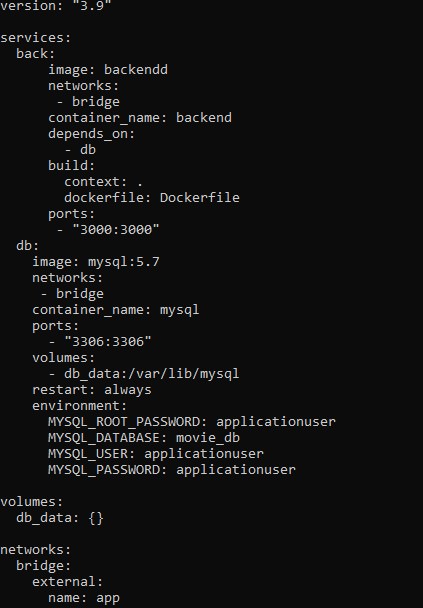 version: "3.9"

services:
  back:
      image: backendd
      networks:
       - bridge
      container_name: backend
      depends_on:
        - db
      build:
        context: .
        dockerfile: Dockerfile
      ports:
       - "3000:3000"
  db:
    image: mysql:5.7
    networks:
     - bridge
    container_name: mysql
    ports:
      - "3306:3306"
    volumes:
      - db_data:/var/lib/mysql
    restart: always
    environment:
      MYSQL_ROOT_PASSWORD: applicationuser
      MYSQL_DATABASE: movie_db
      MYSQL_USER: applicationuser
      MYSQL_PASSWORD: applicationuser

volumes:
  db_data: {}

networks:
  bridge:
    external:
      name: app